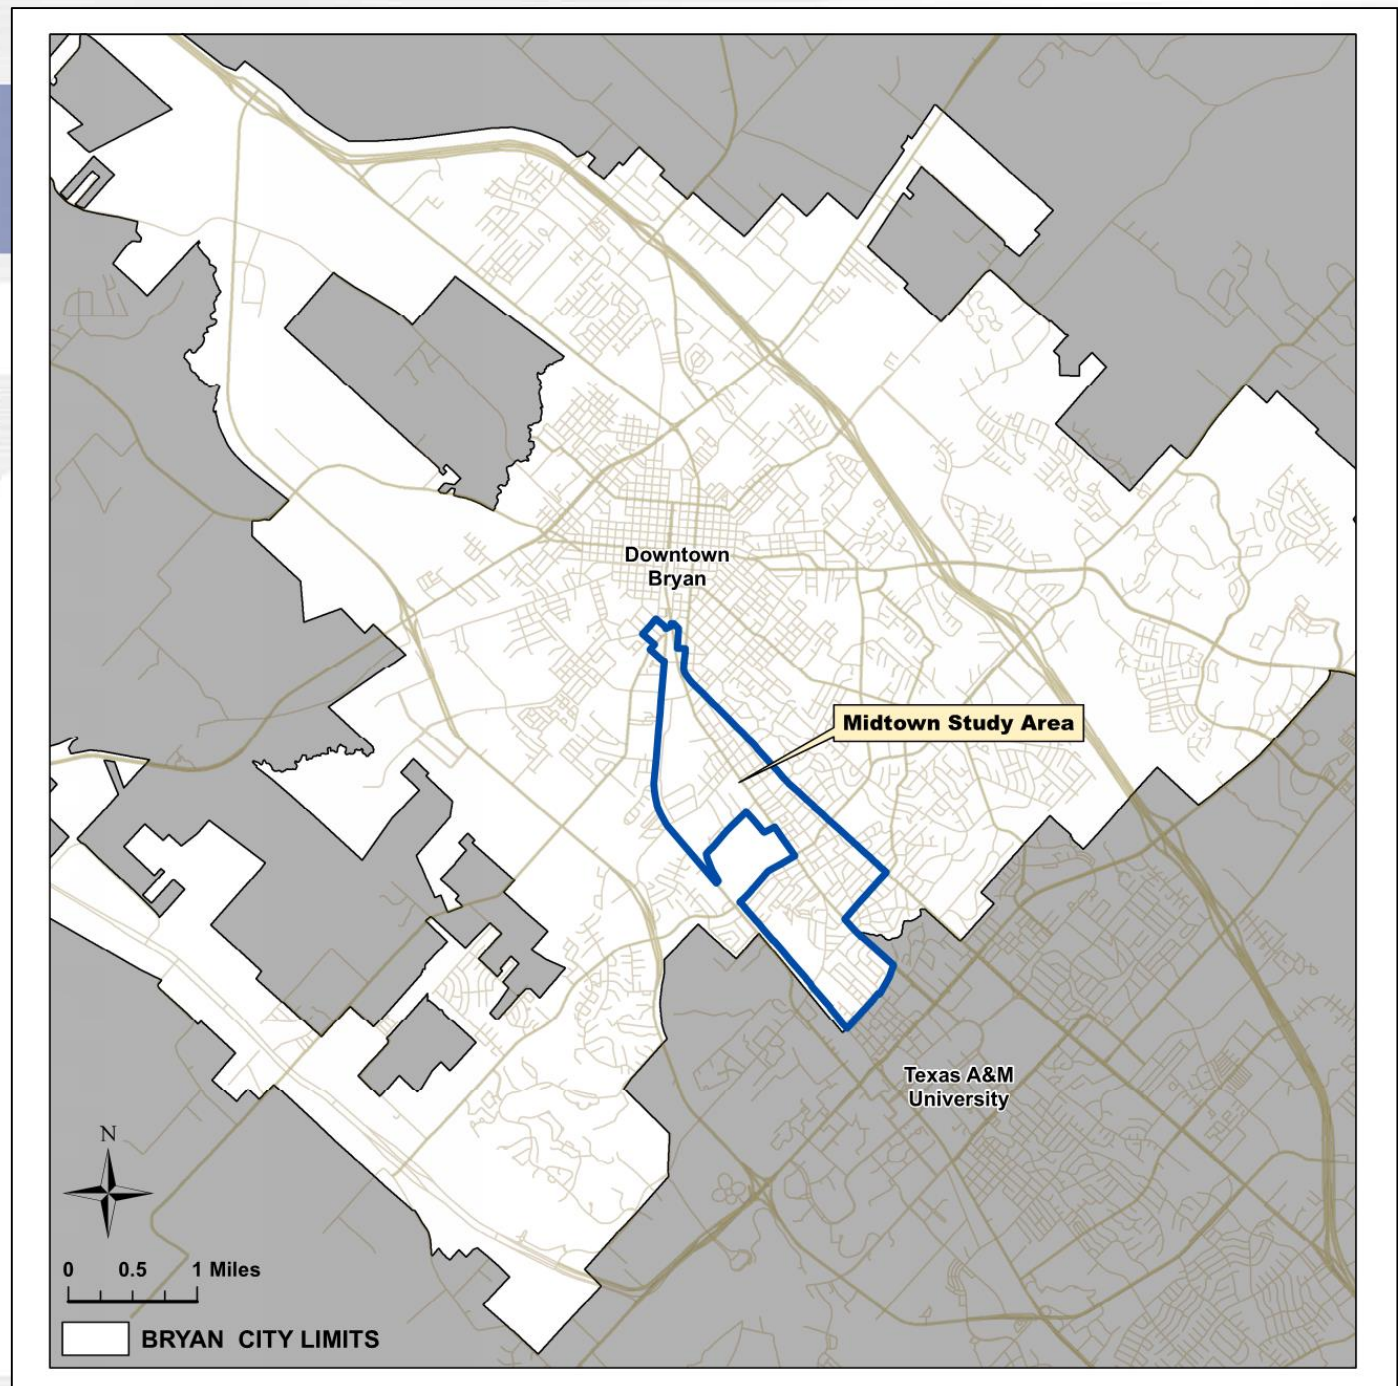 Downtown
Bryan
Midtown Study Area
Texas A&M
University
N
0 0.5 1 Miles
BRYAN CITY LIMITS